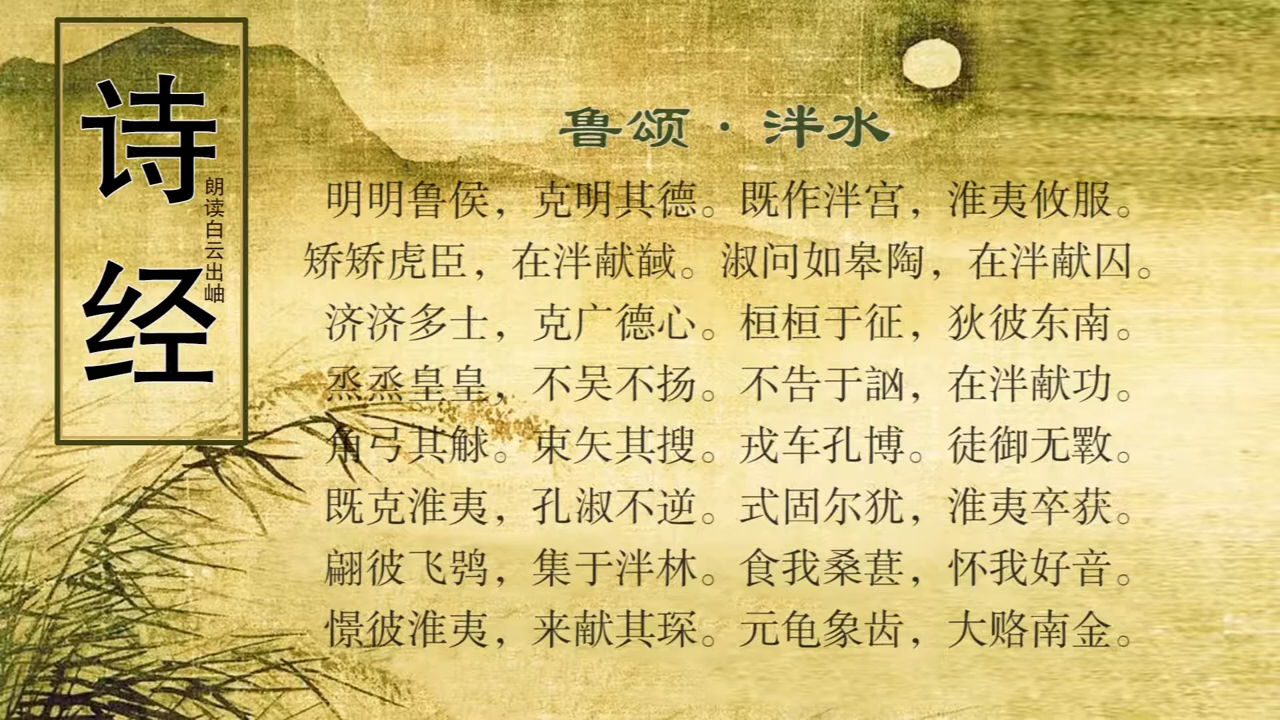 诗经
朗读白云出岫
鲁颂·泮水
明明鲁侯，克明其德。既作泮宫，淮夷攸服。
矫矫虎臣，在泮献馘。淑问如皋陶，在泮献囚。
济济多士，克广德心。桓桓于征，狄彼东南。
烝烝皇皇，不吴不扬。不告于訩，在泮献功。
角弓其觩。束矢其搜。戎车孔博。徒御无斁。
既克淮夷，孔淑不逆。式固尔犹，淮夷卒获。
翩彼飞鸮，集于泮林。食我桑葚，怀我好音。
憬彼淮夷，来献其琛。元龟象齿，大赂南金。